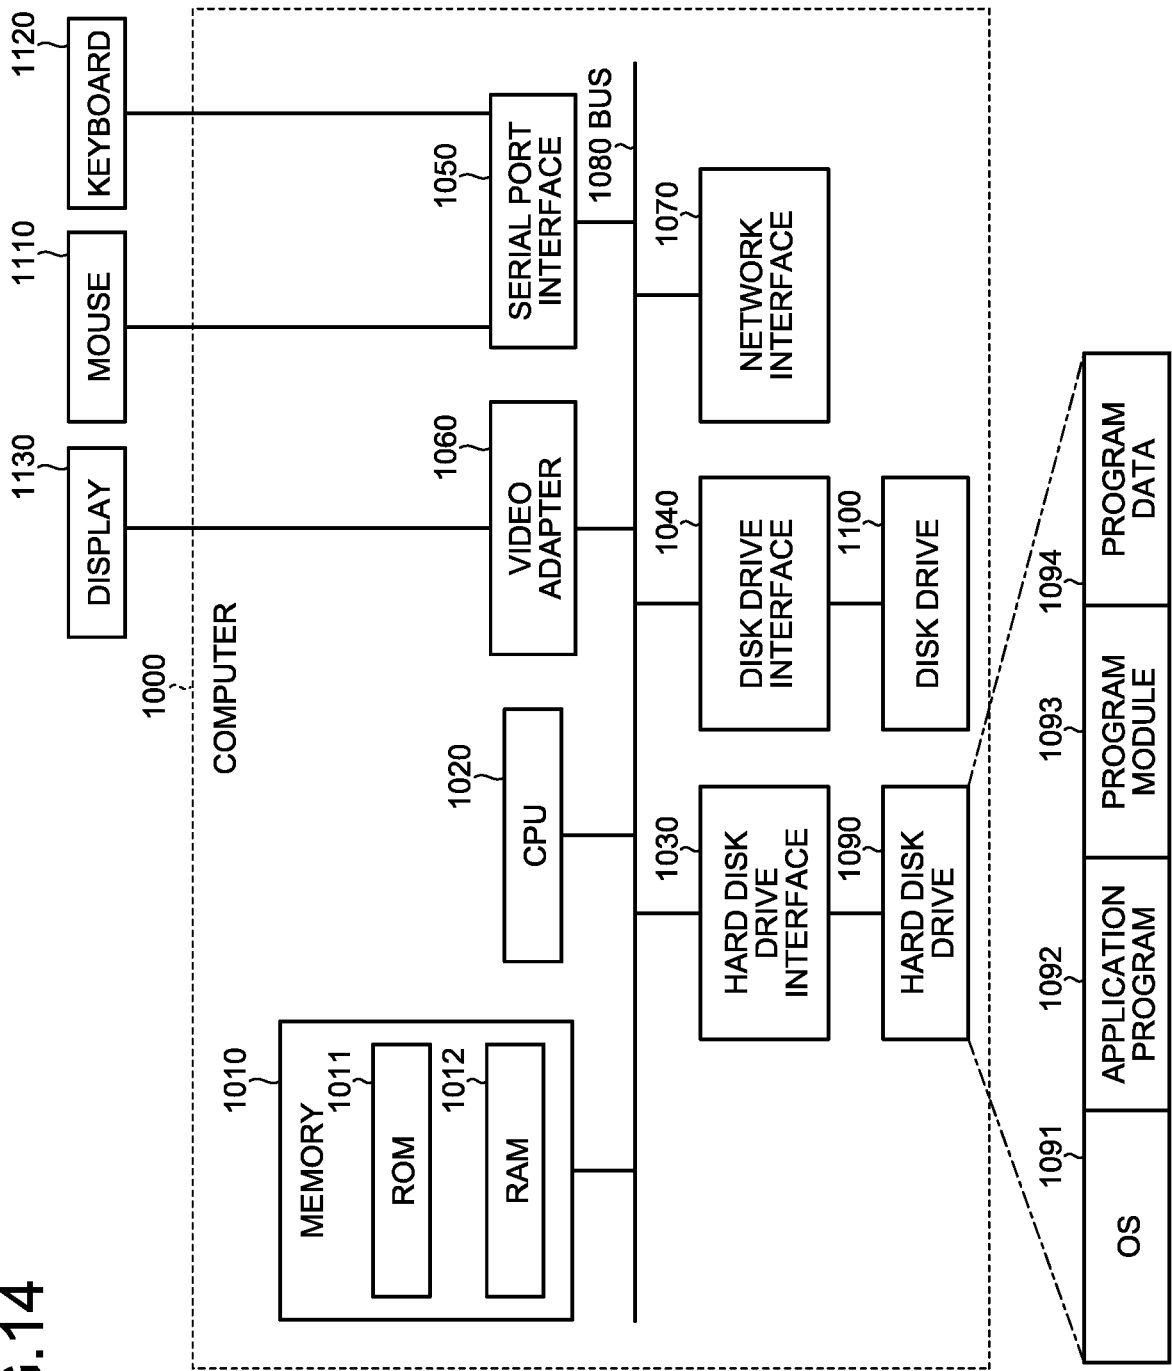 .14
1000
COMPUTER
1010
MEMORY
1011
ROM
1012
RAM
1020
CPU
1130
DISPLAY
1110
MOUSE
1120
KEYBOARD
1060
VIDEO
ADAPTER
1050
SERIAL PORT
INTERFACE
1080 BUS
1030
HARD DISK
DRIVE
INTERFACE
1040
DISK DRIVE
INTERFACE
1070
NETWORK
INTERFACE
1090
HARD DISK
DRIVE
1100
DISK DRIVE
1091
OS
1092
APPLICATION
PROGRAM
1093
PROGRAM
MODULE
1094
PROGRAM
DATA